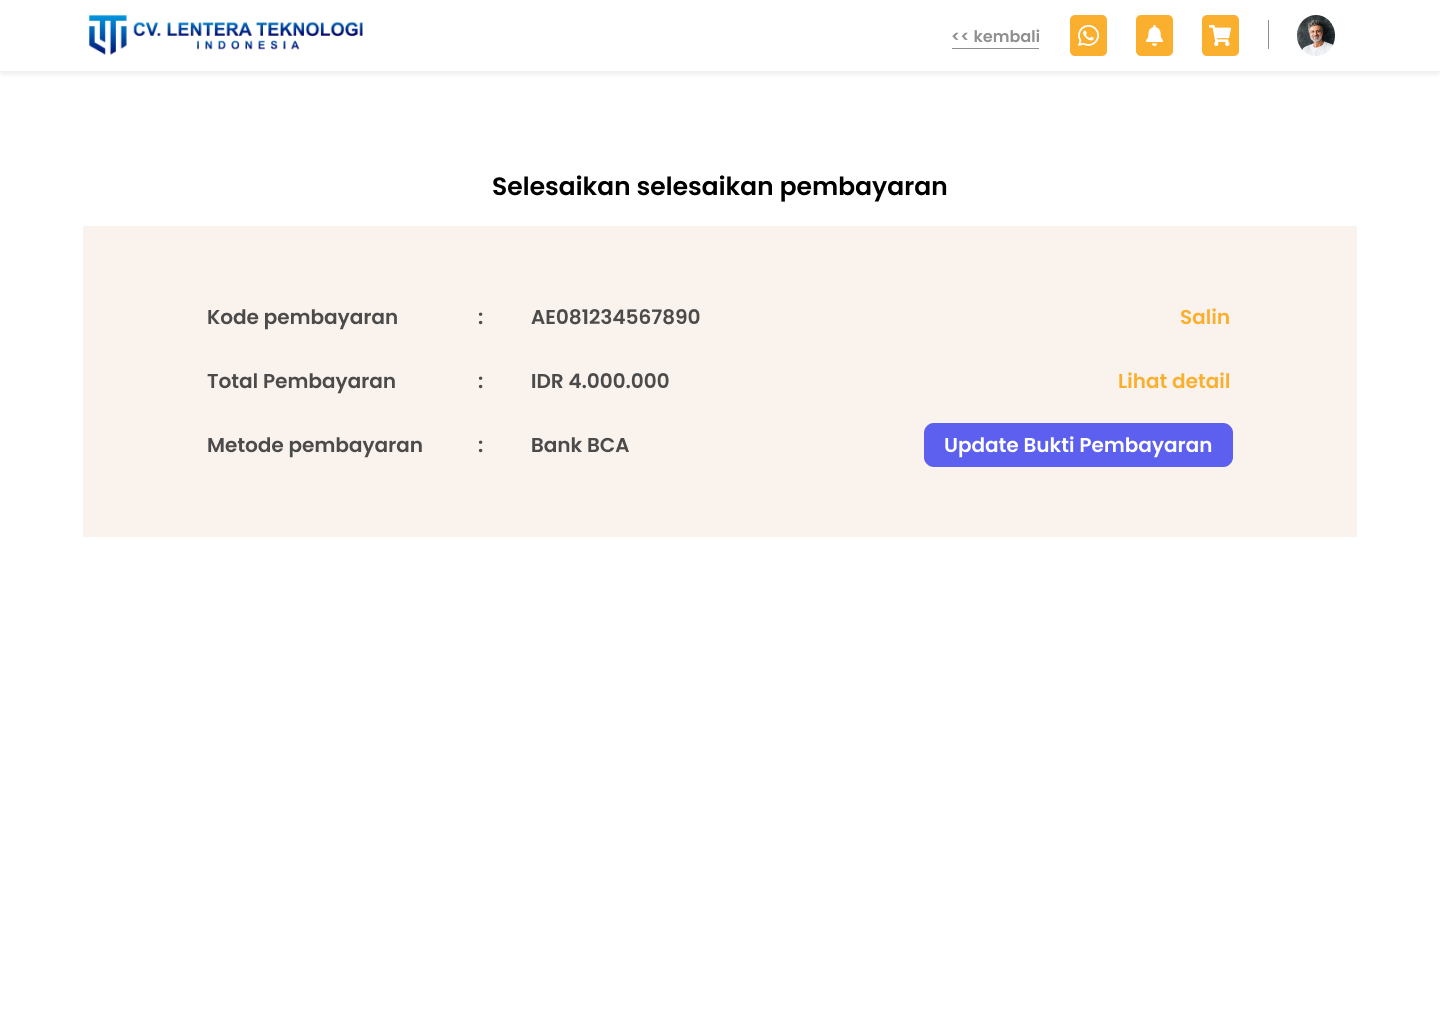 CV. LENTERA TEKNOLOGI
INDONESIA
<< kembali
Selesaikan selesaikan pembayaran
Kode pembayaran : AE081234567890 Salin
Total Pembayaran : IDR 4.000.000 Lihat detail
Metode pembayaran : Bank BCA Update Bukti Pembayaran